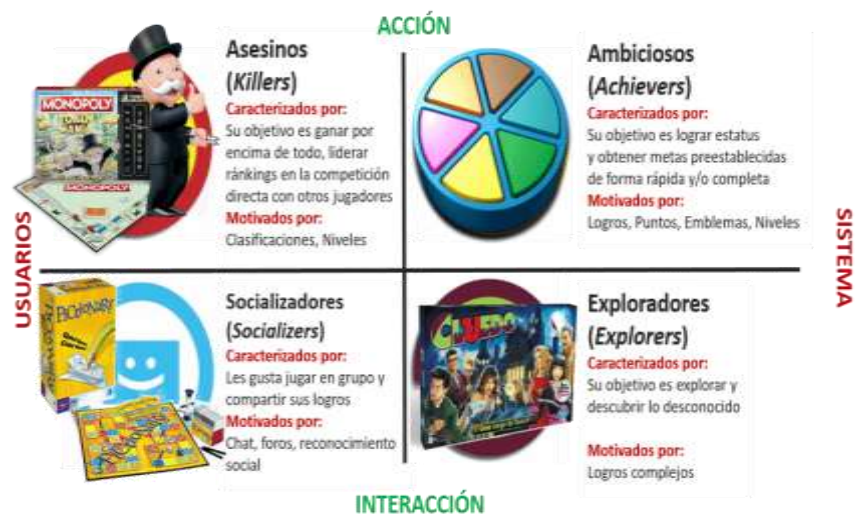 ACCIÓN
Asesinos
(Killers)
Caracterizados por:
Su objetivo es ganar por
encima de todo, liderar
ránkings en la competición
directa con otros jugadores
Motivados por:
Clasificaciones, Niveles
MONOPOLY
MONOPOLY
Ambiciosos
(Achievers)
Caracterizados por:
Su objetivo es lograr estatus
y obtener metas preestablecidas
de forma rápida y/o completa
Motivados por:
Logros, Puntos, Emblemas, Niveles
USUARIOS
SISTEMA
PICTIONARY
PICTIONARY
Socializadores
(Socializers)
Caracterizados por:
Les gusta jugar en grupo y
compartir sus logros
Motivados por:
Chat, foros, reconocimiento
social
CLUEDO
Exploradores
(Explorers)
Caracterizados por:
Su objetivo es explorar y
descubrir lo desconocido
Motivados por:
Logros complejos
INTERACCIÓN